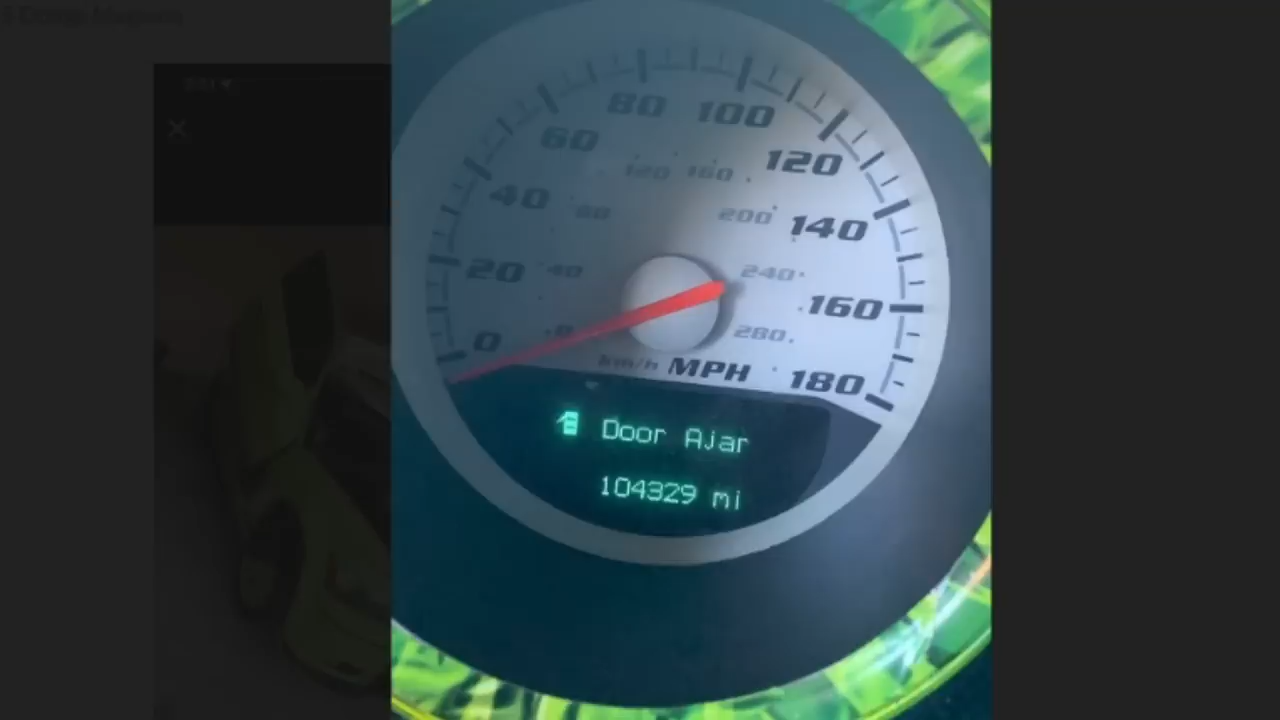 80 100
60
120
120 160
40 80 200 140
20 40 240
160
0 0 280
km/h MPH 180
Door Ajar
104329 mi